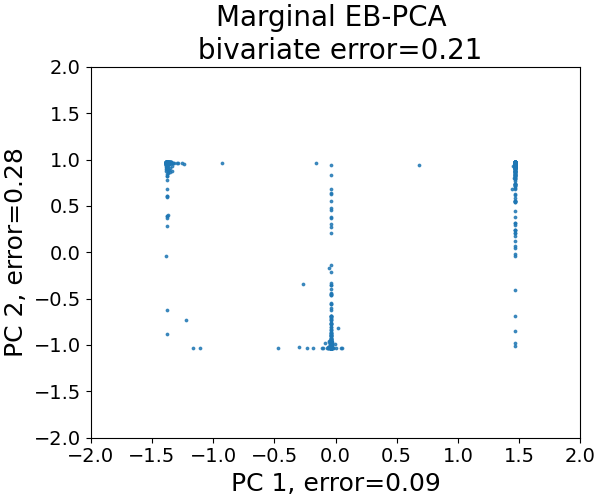 Marginal EB-PCA
bivariate error=0.21
2.0
1.5
1.0
0.5
0.0
−0.5
−1.0
−1.5
−2.0
PC 2, error=0.28
−2.0 −1.5 −1.0 −0.5 0.0 0.5 1.0 1.5 2.0
PC 1, error=0.09